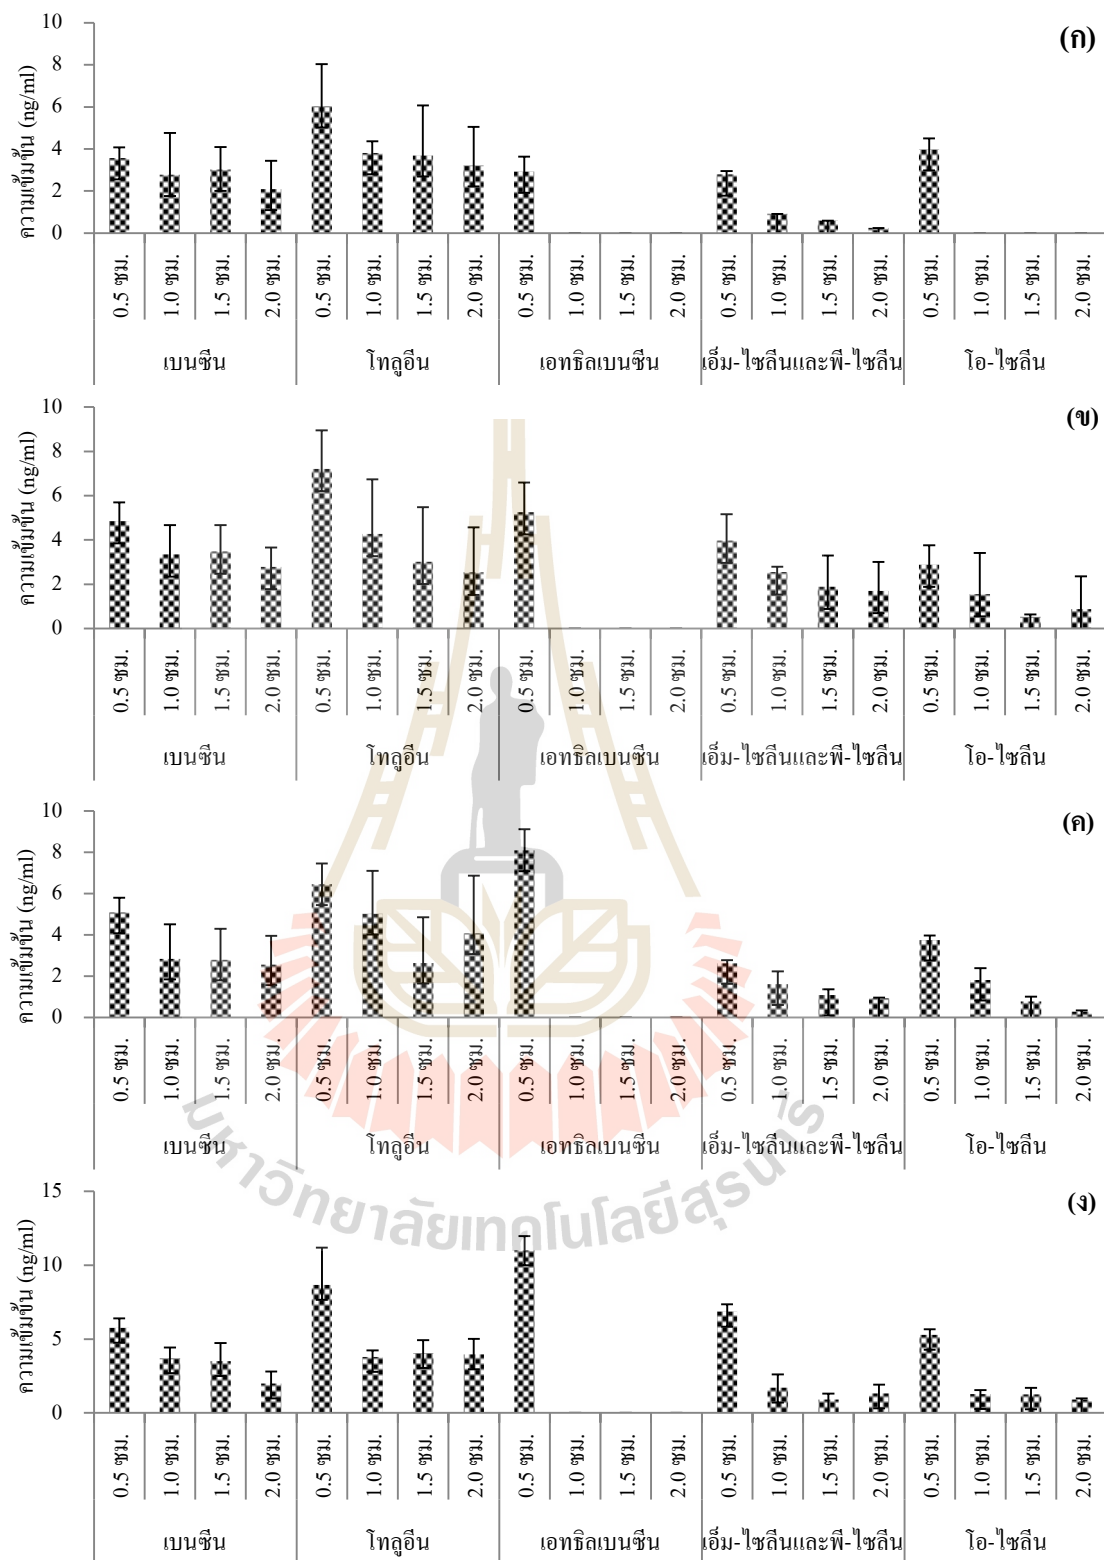 (ก)
ความเข้มข้น (ng/ml)
10
8
6
4
2
0
0.5 ชม. 1.0 ชม. 1.5 ชม. 2.0 ชม. 0.5 ชม. 1.0 ชม. 1.5 ชม. 2.0 ชม. 0.5 ชม. 1.0 ชม. 1.5 ชม. 2.0 ชม. 0.5 ชม. 1.0 ชม. 1.5 ชม. 2.0 ชม. 0.5 ชม. 1.0 ชม. 1.5 ชม. 2.0 ชม.
เบนซีน โทลูอีน เอทธิลเบนซีน เอ็ม-ไซลีนและพี-ไซลีน โอ-ไซลีน
(ข)
ความเข้มข้น (ng/ml)
10
8
6
4
2
0
0.5 ชม. 1.0 ชม. 1.5 ชม. 2.0 ชม. 0.5 ชม. 1.0 ชม. 1.5 ชม. 2.0 ชม. 0.5 ชม. 1.0 ชม. 1.5 ชม. 2.0 ชม. 0.5 ชม. 1.0 ชม. 1.5 ชม. 2.0 ชม. 0.5 ชม. 1.0 ชม. 1.5 ชม. 2.0 ชม.
เบนซีน โทลูอีน เอทธิลเบนซีน เอ็ม-ไซลีนและพี-ไซลีน โอ-ไซลีน
(ค)
ความเข้มข้น (ng/ml)
10
8
6
4
2
0
0.5 ชม. 1.0 ชม. 1.5 ชม. 2.0 ชม. 0.5 ชม. 1.0 ชม. 1.5 ชม. 2.0 ชม. 0.5 ชม. 1.0 ชม. 1.5 ชม. 2.0 ชม. 0.5 ชม. 1.0 ชม. 1.5 ชม. 2.0 ชม. 0.5 ชม. 1.0 ชม. 1.5 ชม. 2.0 ชม.
เบนซีน โทลูอีน เอทธิลเบนซีน เอ็ม-ไซลีนและพี-ไซลีน โอ-ไซลีน
มหาวิทยาลัยเทคโนโลยีสุรนารี
(ง)
ความเข้มข้น (ng/ml)
15
10
5
0
0.5 ชม. 1.0 ชม. 1.5 ชม. 2.0 ชม. 0.5 ชม. 1.0 ชม. 1.5 ชม. 2.0 ชม. 0.5 ชม. 1.0 ชม. 1.5 ชม. 2.0 ชม. 0.5 ชม. 1.0 ชม. 1.5 ชม. 2.0 ชม. 0.5 ชม. 1.0 ชม. 1.5 ชม. 2.0 ชม.
เบนซีน โทลูอีน เอทธิลเบนซีน เอ็ม-ไซลีนและพี-ไซลีน โอ-ไซลีน